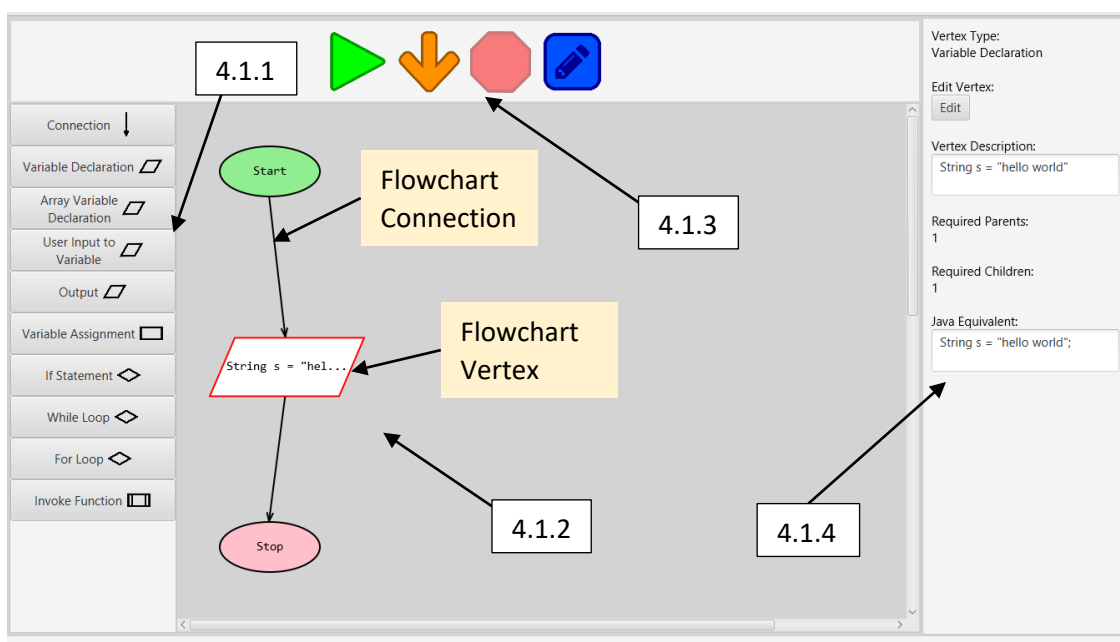 4.1.1
Connection
Variable Declaration
Array Variable
Declaration
User Input to
Variable
Output
Variable Assignment
If Statement
While Loop
For Loop
Invoke Function
Start
Flowchart
Connection
4.1.3
String s = "hel...
Flowchart
Vertex
4.1.2
Stop
4.1.4
Vertex Type:
Variable Declaration
Edit Vertex:
Edit
Vertex Description:
String s = "hello world"
Required Parents:
1
Required Children:
1
Java Equivalent:
String s = "hello world";